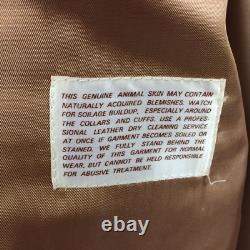 THIS GENUINE ANIMAL SKIN MAY CONTAIN
NATURALLY ACQUIRED BLEMISHES. WATCH
FOR SOILAGE BUILDUP, ESPECIALLY AROUND
THE COLLARS AND CUFFS. USE A PROFES-
SIONAL LEATHER DRY CLEANING SERVICE
AT ONCE IF GARMENT BECOMES SOILED OR
STAINED. WE FULLY STAND BEHIND THE
QUALITY OF THIS GARMENT FOR NORMAL
WEAR, BUT CANNOT BE HELD RESPONSIBLE
FOR ABUSIVE TREATMENT.